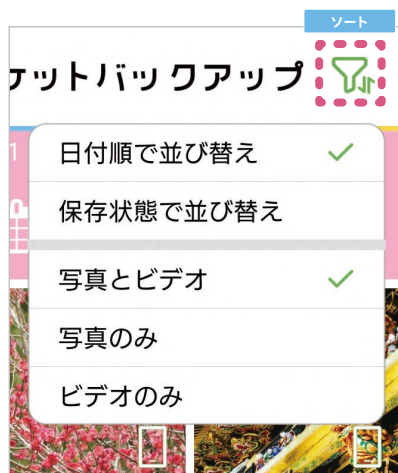 ソート
ケットバックアップ
1
日付順で並び替え
保存状態で並び替え
写真とビデオ
写真のみ
ビデオのみ